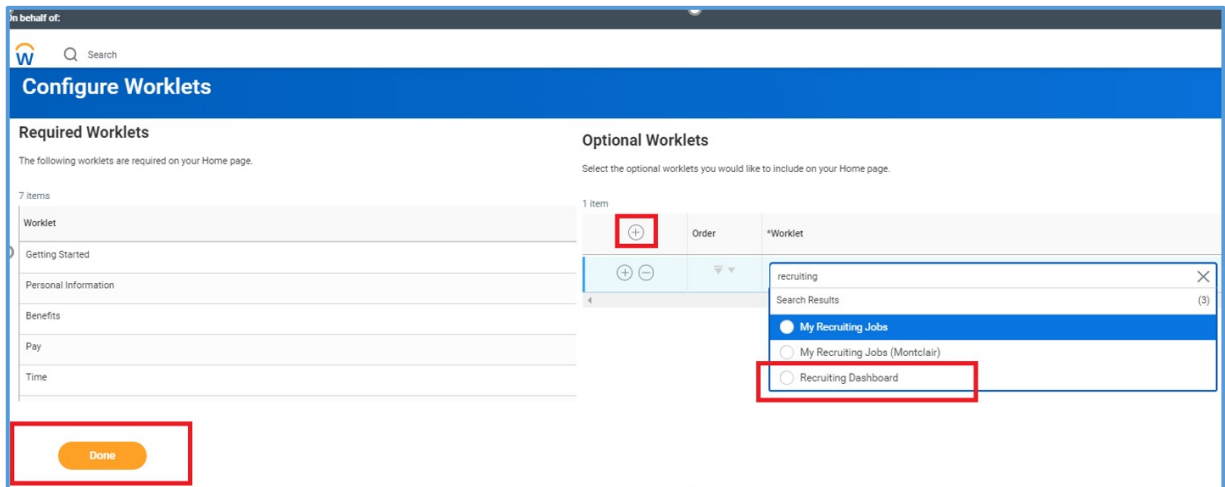 On behalf of:
W
Search
Configure Worklets
Required Worklets
The following worklets are required on your Home page.
7 items
Worklet
Getting Started
Personal Information
Benefits
Pay
Time
Done
Optional Worklets
Select the optional worklets you would like to include on your Home page.
1 item
Order
*Worklet
recruiting
Search Results (3)
My Recruiting Jobs
My Recruiting Jobs (Montclair)
Recruiting Dashboard